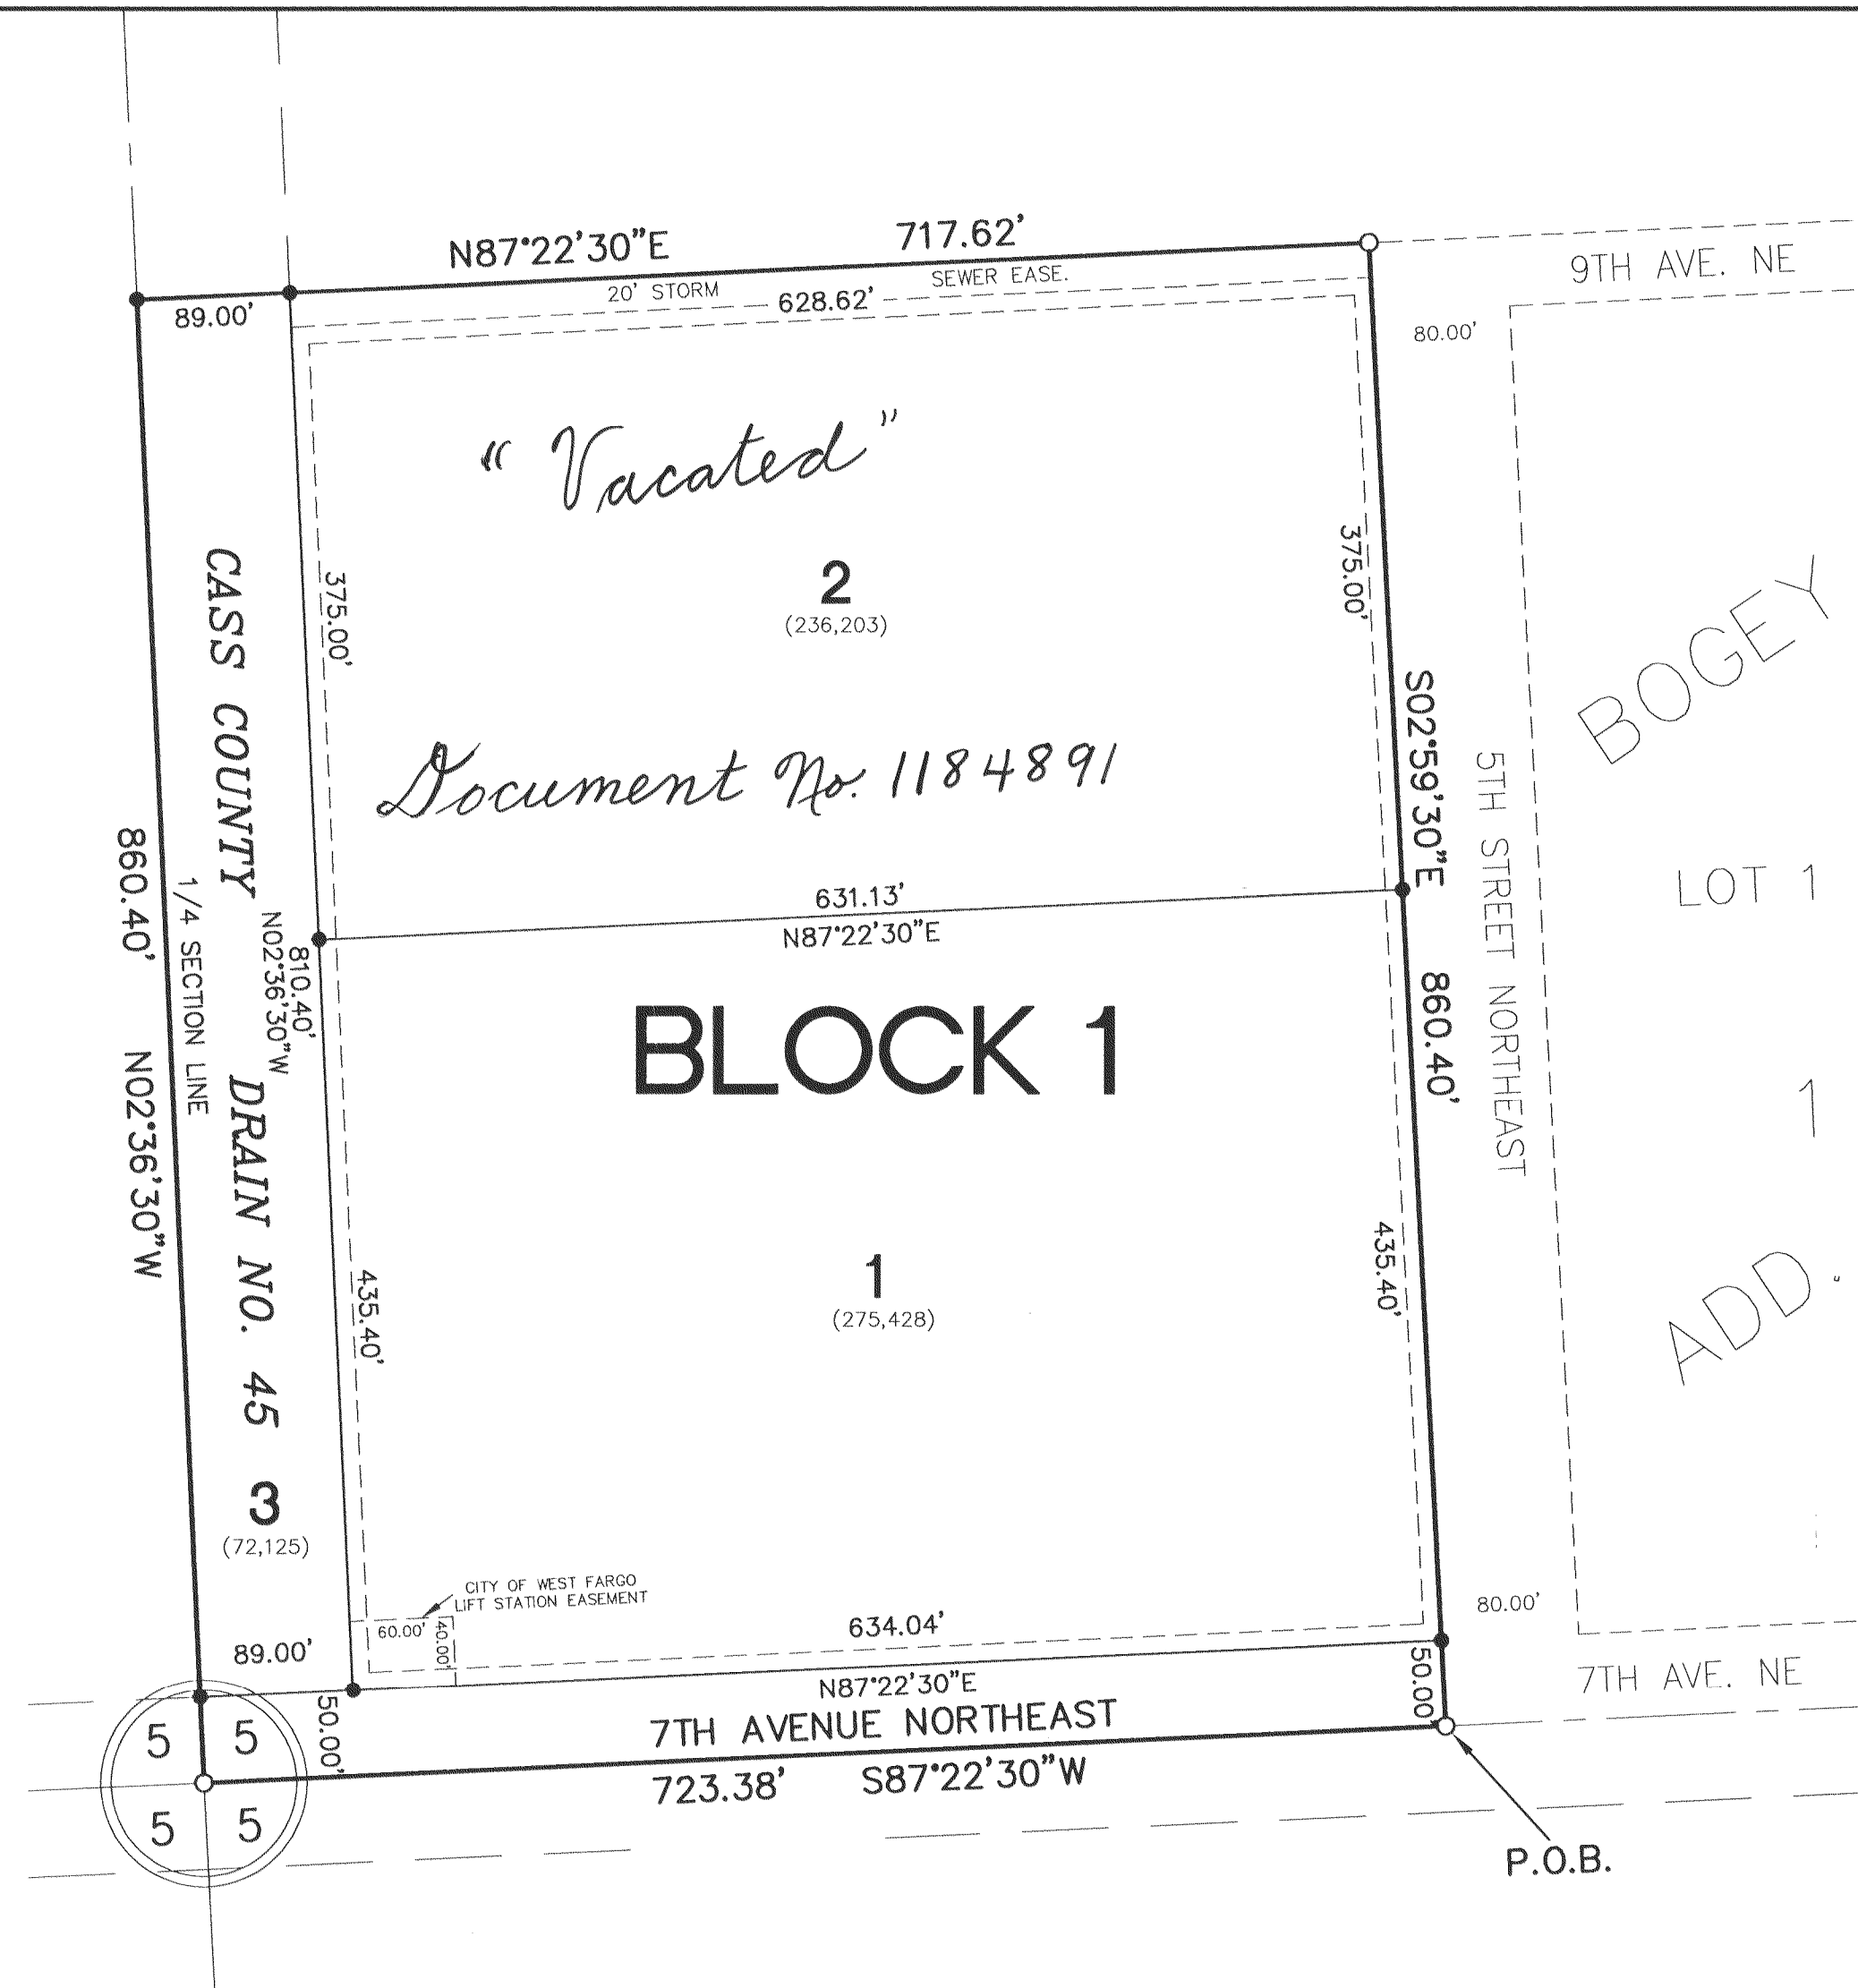 N87°22'30"E 717.62'
89.00'
20' STORM SEWER EASE.
628.62'
9TH AVE. NE
80.00'
"Vacated"
2
(236,203)
375.00'
375.00'
Document No. 1184891
CASS COUNTY DRAIN NO. 45
860.40' N02°36'30"W
1/4 SECTION LINE
810.40'
N02°36'30"W
631.13'
N87°22'30"E
S02°59'30"E 860.40'
5TH STREET NORTHEAST
BOGEY
LOT 1
1
ADD.
BLOCK 1
1
(275,428)
435.40'
435.40'
3
(72,125)
CITY OF WEST FARGO
LIFT STATION EASEMENT
60.00'
40.00'
89.00'
634.04'
N87°22'30"E
80.00'
50.00'
50.00'
7TH AVENUE NORTHEAST
7TH AVE. NE
723.38' S87°22'30"W
5 5
5 5
P.O.B.